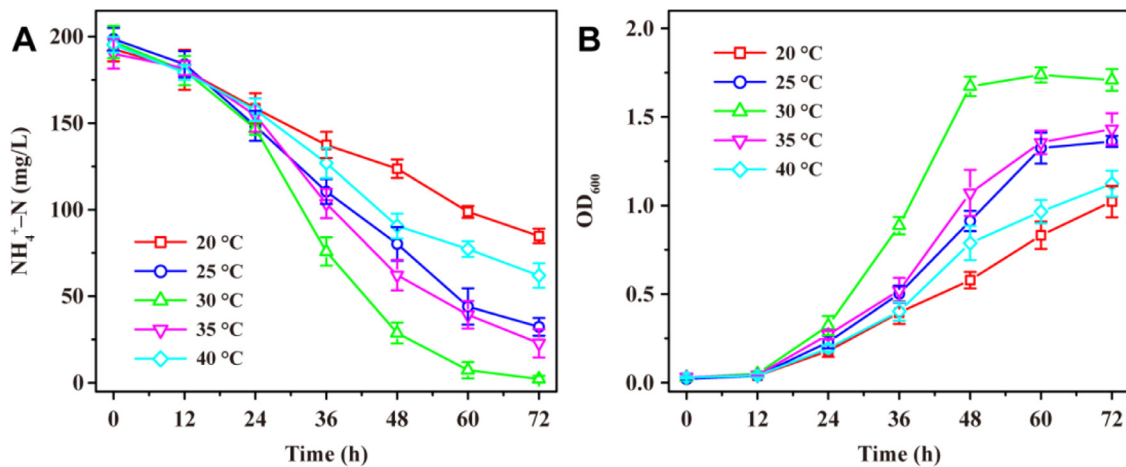 A
NH₄⁺–N (mg/L)
200
150
100
50
0
20 °C
25 °C
30 °C
35 °C
40 °C
0 12 24 36 48 60 72
Time (h)
B
OD₆₀₀
2.0
1.5
1.0
0.5
0.0
20 °C
25 °C
30 °C
35 °C
40 °C
0 12 24 36 48 60 72
Time (h)